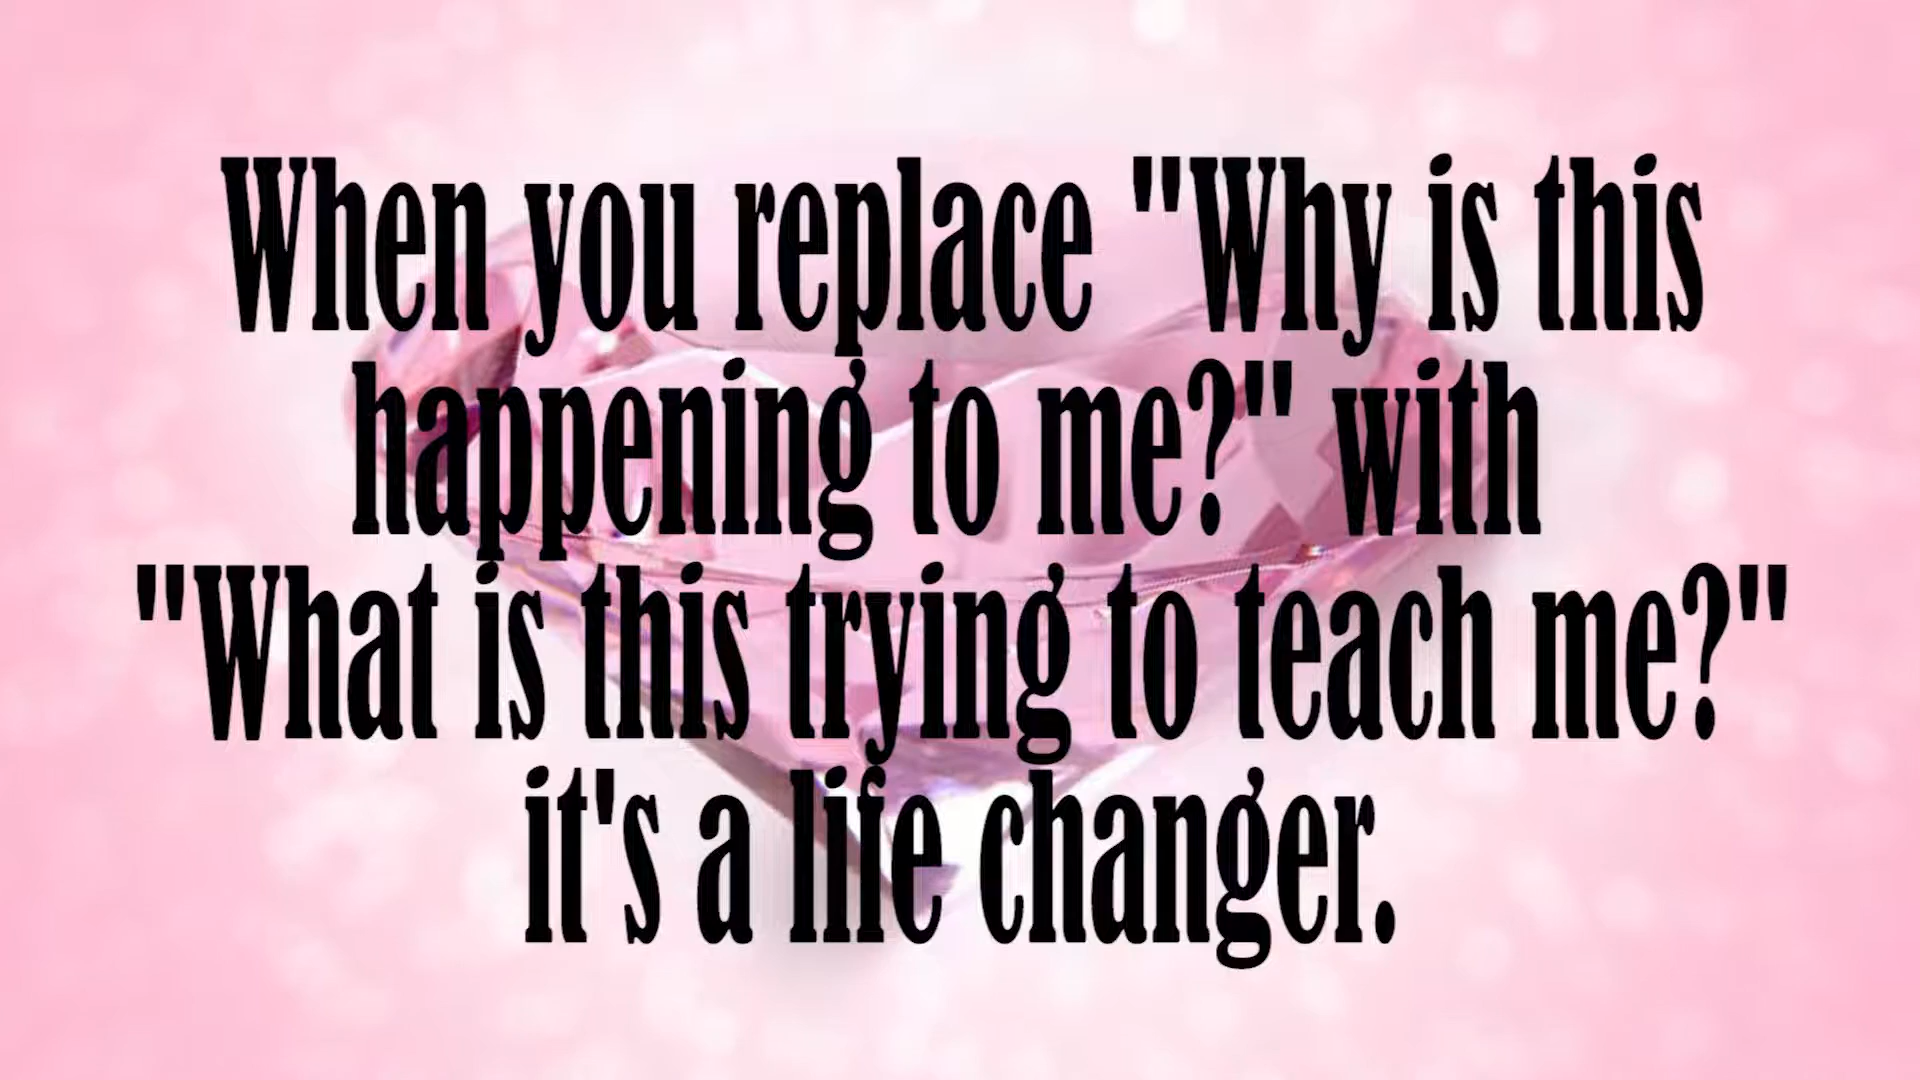 When you replace "Why is this
happening to me?" with
"What is this trying to teach me?"
it's a life changer.